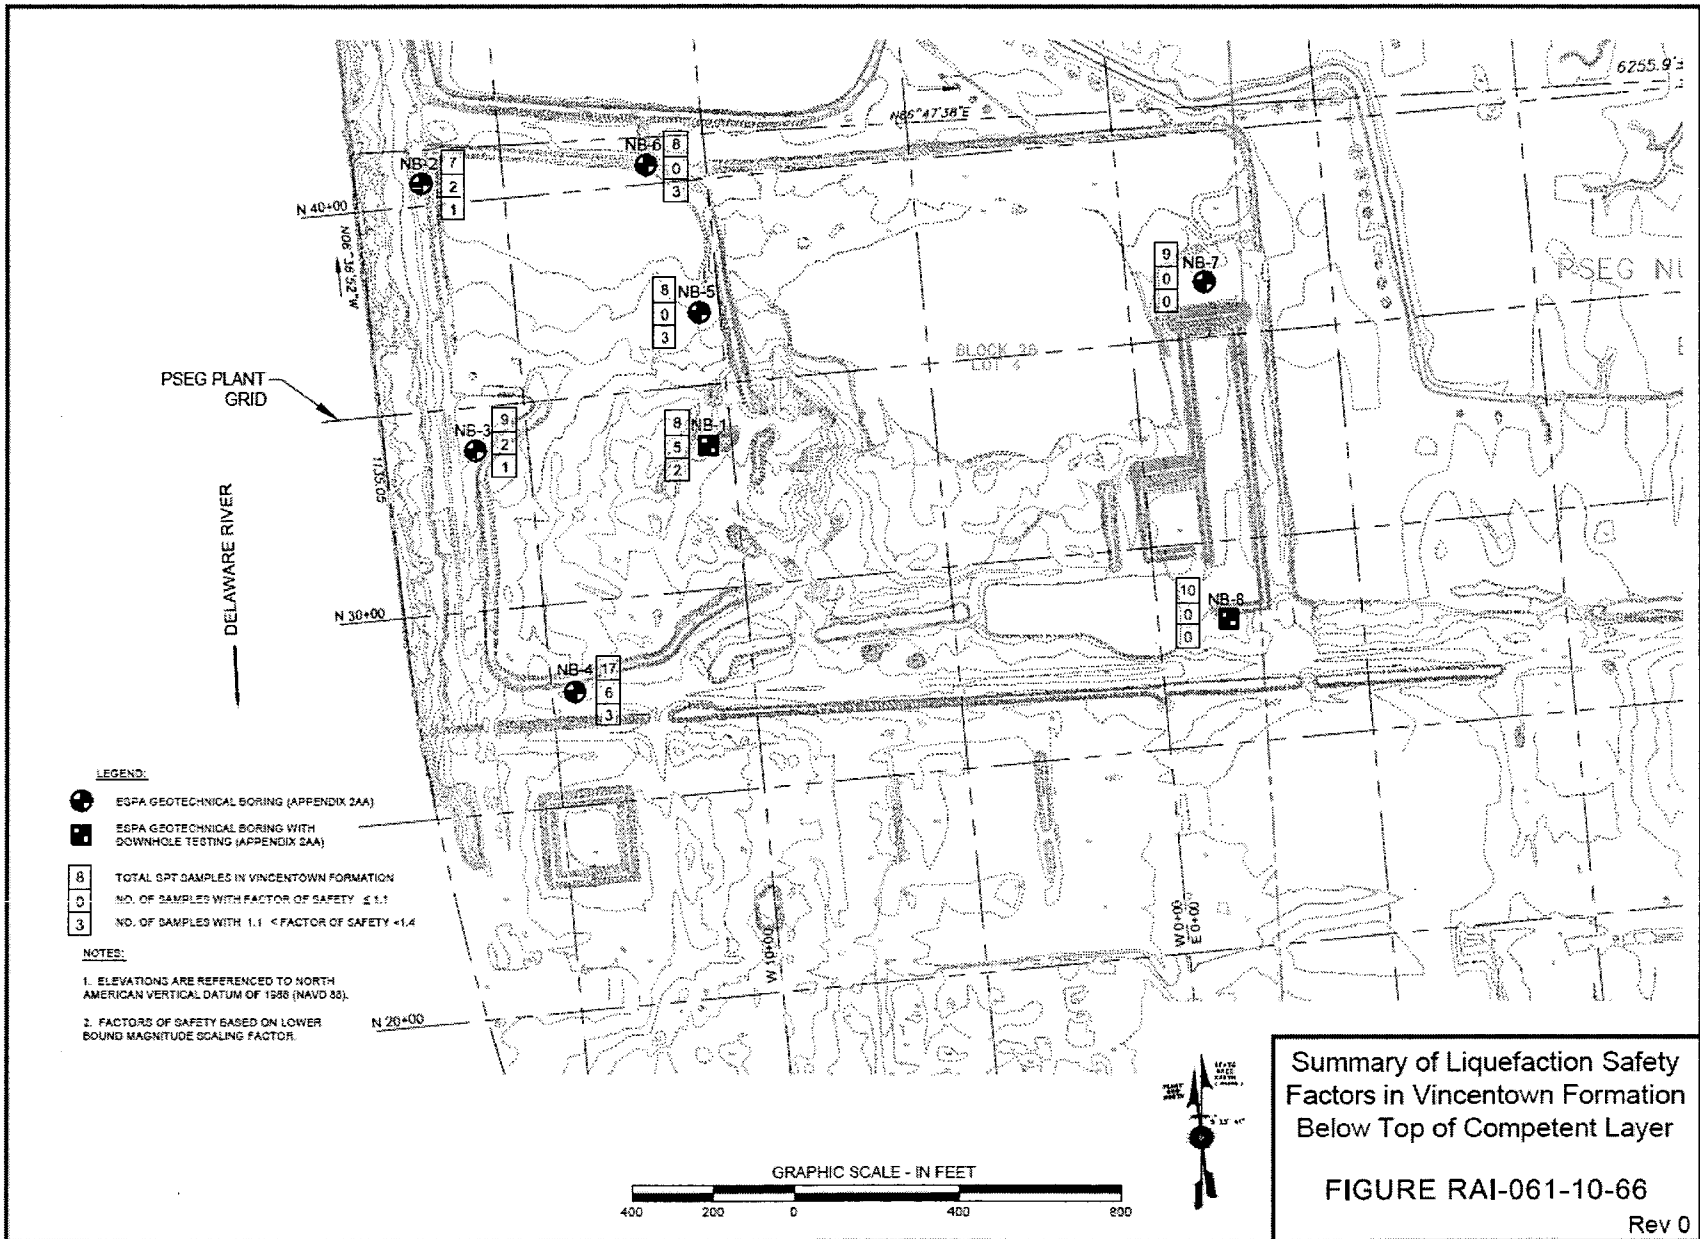 6255.9'±
N86°47'38"E
NB-6
8
0
3
NB-2
7
2
1
N 40+00
NB-7
9
0
0
PSEG NU
NB-5
8
0
3
BLOCK 26
LOT 4
PSEG PLANT
GRID
NB-3
9
2
1
NB-1
8
5
2
1135.05
DELAWARE RIVER
N 30+00
NB-8
10
0
0
NB-4
17
6
3
LEGEND:
ESPA GEOTECHNICAL BORING (APPENDIX 2AA)
ESPA GEOTECHNICAL BORING WITH
DOWNHOLE TESTING (APPENDIX 2AA)
8 TOTAL SPT SAMPLES IN VINCENTOWN FORMATION
0 NO. OF SAMPLES WITH FACTOR OF SAFETY ≤ 1.1
3 NO. OF SAMPLES WITH 1.1 < FACTOR OF SAFETY <1.4
NOTES:
1. ELEVATIONS ARE REFERENCED TO NORTH
AMERICAN VERTICAL DATUM OF 1988 (NAVD 88).
2. FACTORS OF SAFETY BASED ON LOWER
BOUND MAGNITUDE SCALING FACTOR.
W 10+00
W 0+00
E 0+00
N 20+00
GRAPHIC SCALE - IN FEET
400 200 0 400 800
Summary of Liquefaction Safety
Factors in Vincentown Formation
Below Top of Competent Layer
FIGURE RAI-061-10-66
Rev 0